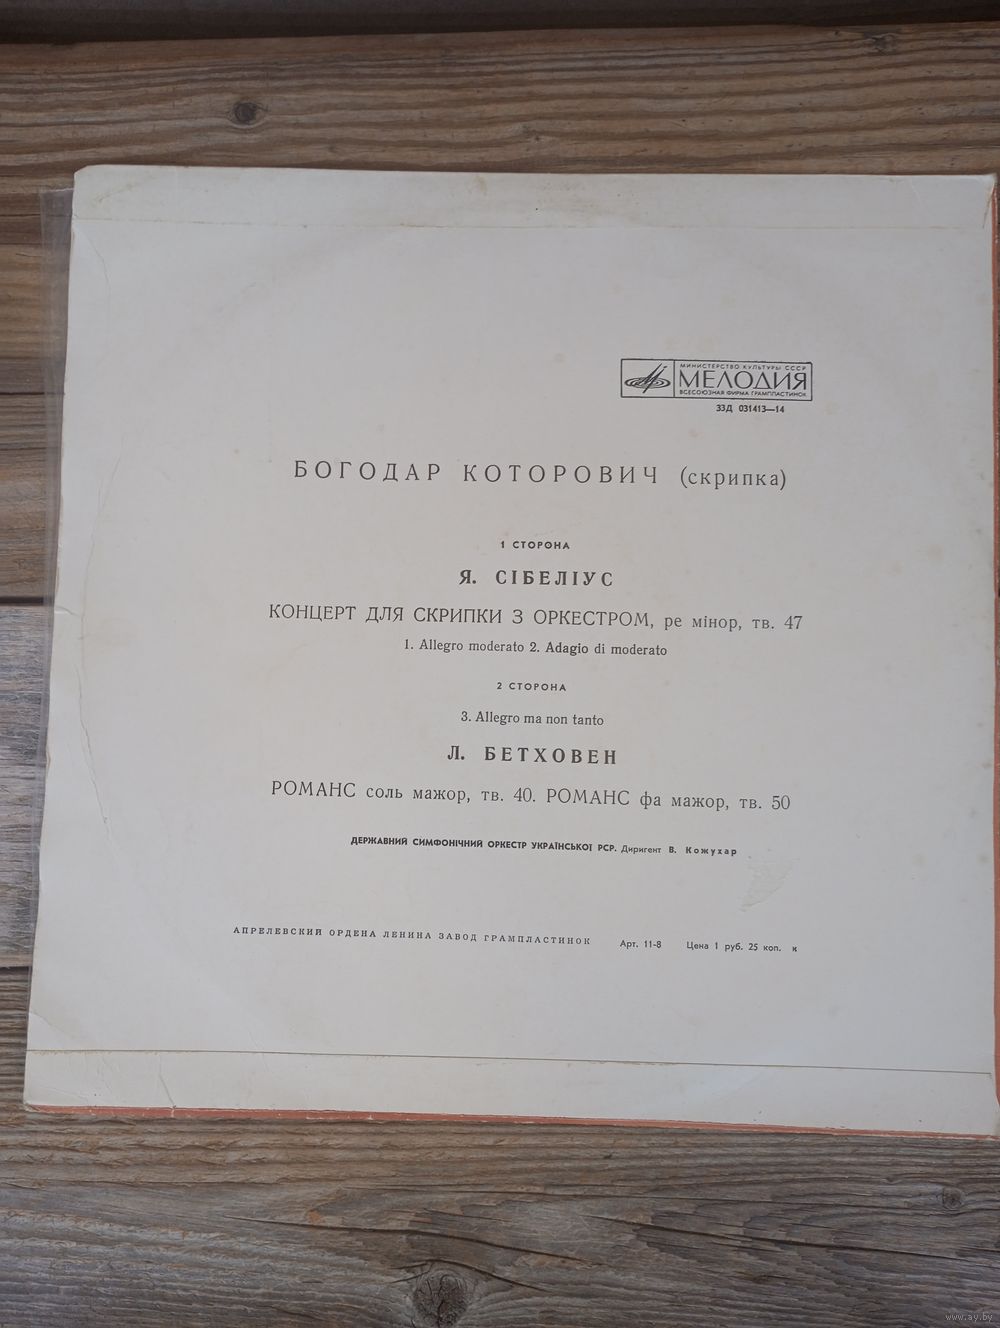 МИНИСТЕРСТВО КУЛЬТУРЫ СССР
МЕЛОДИЯ
ВСЕСОЮЗНАЯ ФИРМА ГРАМПЛАСТИНОК
33Д 031413—14
БОГОДАР КОТОРОВИЧ (скрипка)
1 СТОРОНА
Я. СІБЕЛІУС
КОНЦЕРТ ДЛЯ СКРИПКИ З ОРКЕСТРОМ, ре мінор, тв. 47
1. Allegro moderato 2. Adagio di moderato
2 СТОРОНА
3. Allegro ma non tanto
Л. БЕТХОВЕН
РОМАНС соль мажор, тв. 40. РОМАНС фа мажор, тв. 50
ДЕРЖАВНИЙ СИМФОНІЧНИЙ ОРКЕСТР УКРАЇНСЬКОЇ РСР. Диригент В. Кожухар
АПРЕЛЕВСКИЙ ОРДЕНА ЛЕНИНА ЗАВОД ГРАМПЛАСТИНОК Арт. 11-8 Цена 1 руб. 25 коп. к
www.ay.by